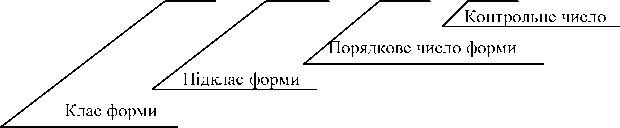 Контрольне число
Порядкове число форми
Підклас форми
Клас форми